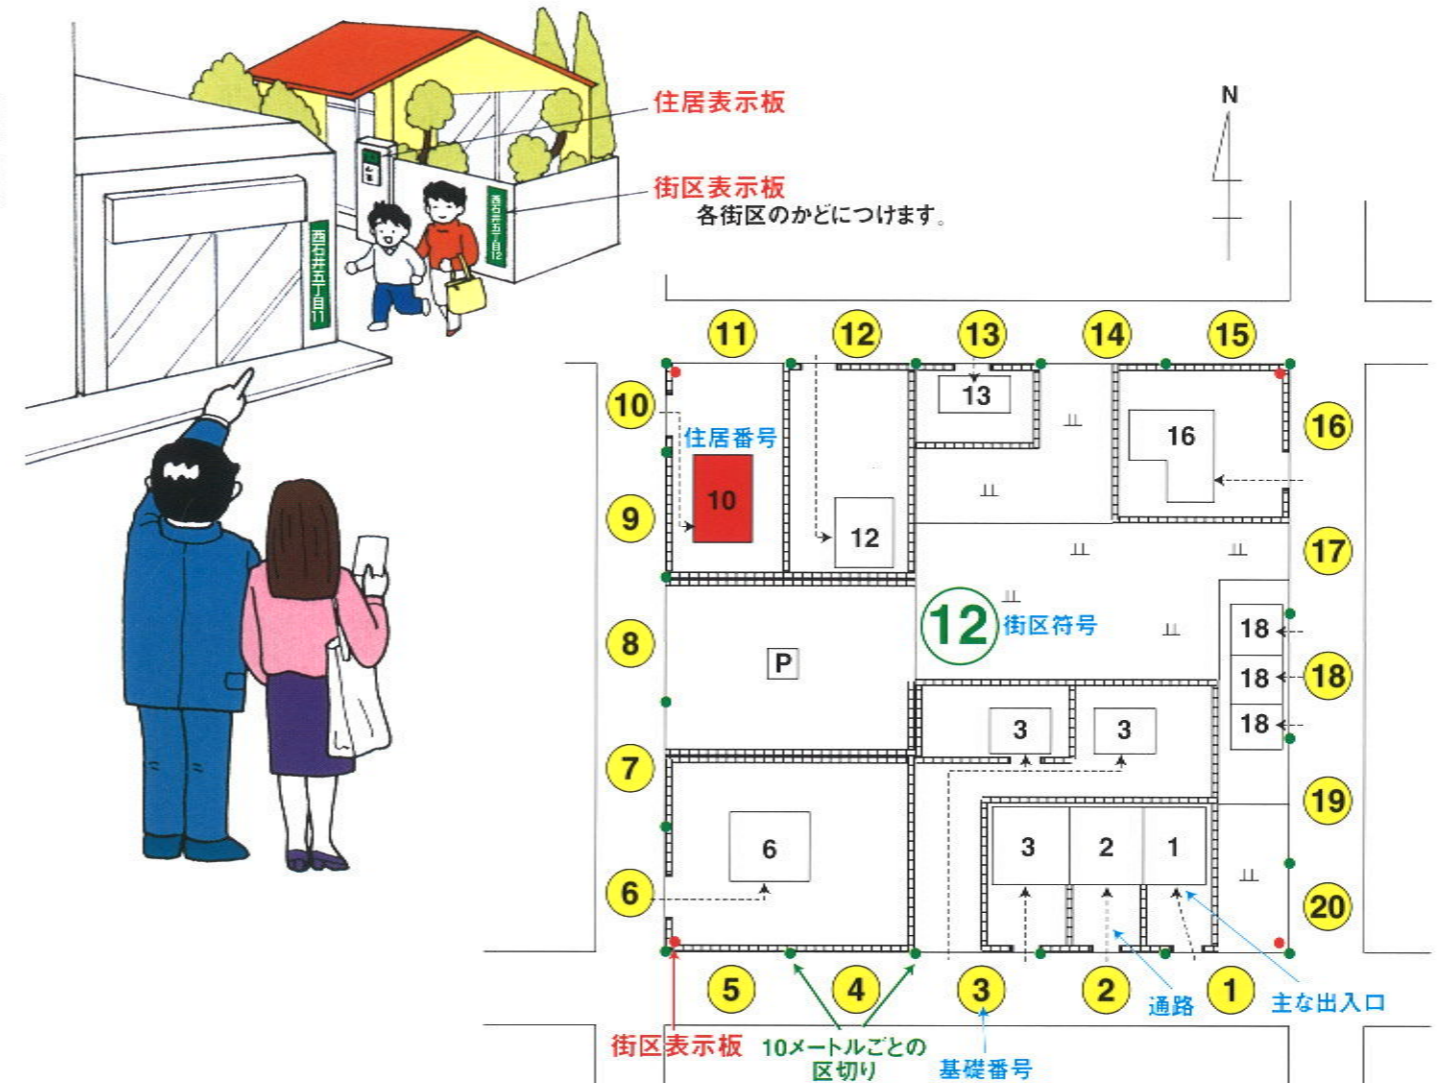 住居表示板
街区表示板
各街区のかどにつけます。
西石井五丁目12
西石井五丁目11
N
11
12
13
14
15
10
9
8
7
6
住居番号
10
12
13
16
16
17
18
19
20
12
街区符号
P
18
18
18
3
3
6
3
2
1
5
4
3
2
1
通路
主な出入口
街区表示板
10メートルごとの
区切り
基礎番号